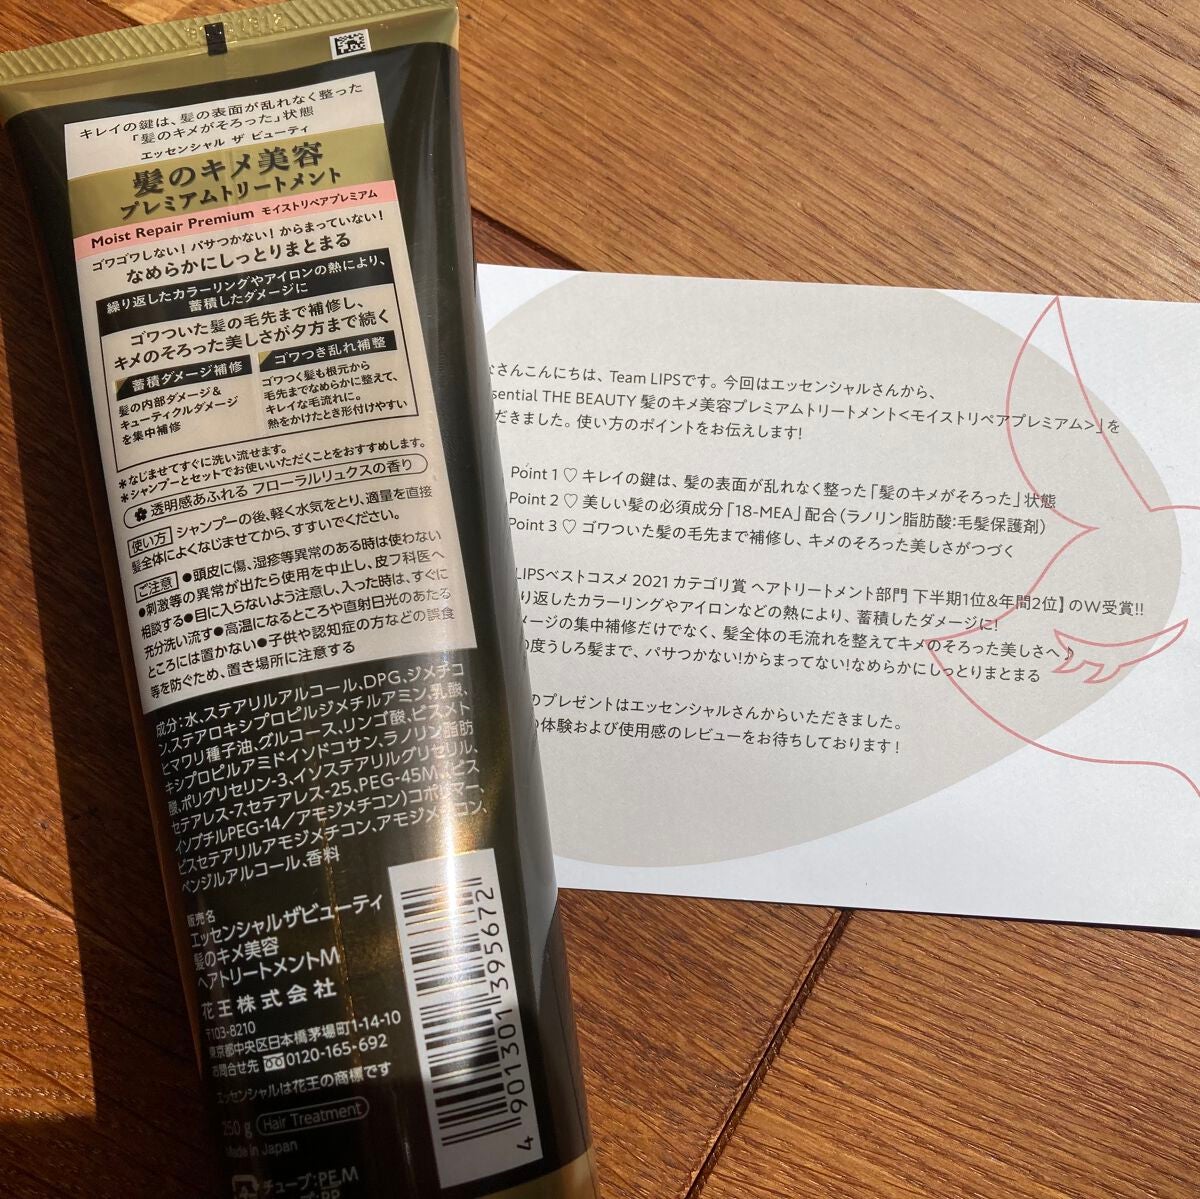 キレイの鍵は、髪の表面が乱れなく整った
「髪のキメがそろった」状態
エッセンシャル ザ ビューティ
髪のキメ美容
プレミアムトリートメント
Moist Repair Premium モイストリペアプレミアム
ゴワゴワしない！パサつかない！からまっていない！
なめらかにしっとりまとまる
繰り返したカラーリングやアイロンの熱により、
蓄積したダメージに
ゴワついた髪の毛先まで補修し、
キメのそろった美しさが夕方まで続く
蓄積ダメージ補修
髪の内部ダメージ＆
キューティクルダメージ
を集中補修
ゴワつき乱れ補整
ゴワつく髪も根元から
毛先までなめらかに整えて、
キレイな毛流れに。
熱をかけたとき形付けやすい
＊なじませてすぐに洗い流せます。
＊シャンプーとセットでお使いいただくことをおすすめします。
透明感あふれる フローラルリュクスの香り
使い方 シャンプーの後、軽く水気をとり、適量を直接
髪全体によくなじませてから、すすいでください。
ご注意 ●頭皮に傷、湿疹等異常のある時は使わない
●刺激等の異常が出たら使用を中止し、皮フ科医へ
相談する●目に入らないよう注意し、入った時は、すぐに
充分洗い流す●高温になるところや直射日光のあたる
ところには置かない●子供や認知症の方などの誤食
等を防ぐため、置き場所に注意する
成分：水、ステアリルアルコール、DPG、ジメチコ
ン、ステアロキシプロピルジメチルアミン、乳酸、
ヒマワリ種子油、グルコース、リンゴ酸、ビスメト
キシプロピルアミドイソドコサン、ラノリン脂肪
酸、ポリグリセリン-3、イソステアリルグリセリル、
セテアレス-7、セテアレス-25、PEG-45M、ビス
イソブチルPEG-14／アモジメチコン）コポリマー、
ビスセテアリルアモジメチコン、アモジメチコン、
ベンジルアルコール、香料
販売名
エッセンシャルザビューティ
髪のキメ美容
ヘアトリートメントM
花王株式会社
〒103-8210
東京都中央区日本橋茅場町1-14-10
お問合せ先 0120-165-692
エッセンシャルは花王の商標です
250 g Hair Treatment
Made in Japan
チューブ：PE,M
4 901301 395672
さんこんにちは、Team LIPSです。今回はエッセンシャルさんから、
sential THE BEAUTY 髪のキメ美容プレミアムトリートメント<モイストリペアプレミアム>」を
だきました。使い方のポイントをお伝えします!
Point 1 ♡ キレイの鍵は、髪の表面が乱れなく整った「髪のキメがそろった」状態
Point 2 ♡ 美しい髪の必須成分「18-MEA」配合（ラノリン脂肪酸：毛髪保護剤）
Point 3 ♡ ゴワついた髪の毛先まで補修し、キメのそろった美しさがつづく
LIPSベストコスメ 2021 カテゴリ賞 ヘアトリートメント部門 下半期1位&年間2位】のW受賞!!
り返したカラーリングやアイロンなどの熱により、蓄積したダメージに!
メージの集中補修だけでなく、髪全体の毛流れを整えてキメのそろった美しさへ♪
の度うしろ髪まで、パサつかない!からまってない!なめらかにしっとりまとまる
のプレゼントはエッセンシャルさんからいただきました。
の体験および使用感のレビューをお待ちしております！